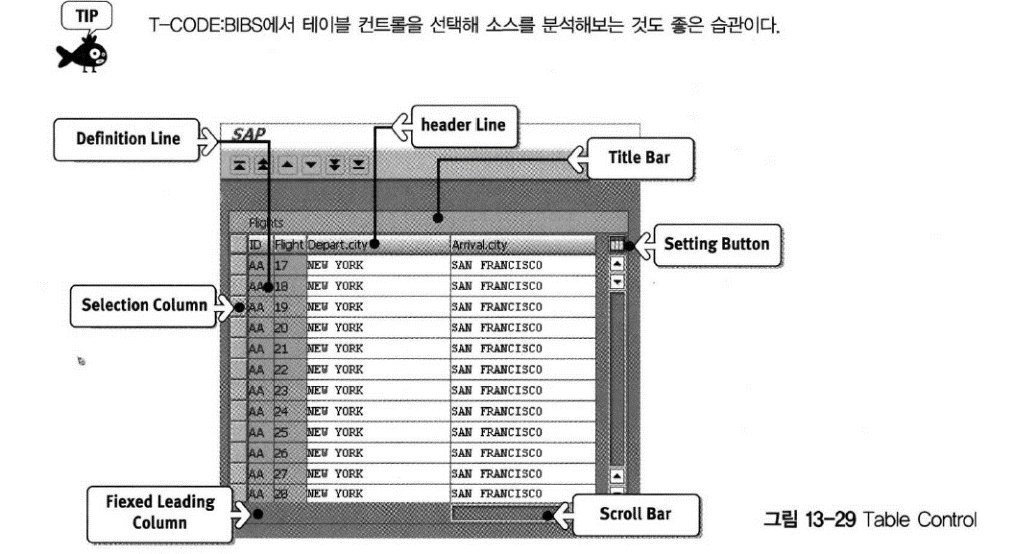 TIP
T-CODE:BIBS에서 테이블 컨트롤을 선택해 소스를 분석해보는 것도 좋은 습관이다.
Definition Line
header Line
SAP
Title Bar
Flights
Setting Button
ID Flight Depart.city Arrival.city
AA 17 NEW YORK SAN FRANCISCO
AA 18 NEW YORK SAN FRANCISCO
Selection Column
AA 19 NEW YORK SAN FRANCISCO
AA 20 NEW YORK SAN FRANCISCO
AA 21 NEW YORK SAN FRANCISCO
AA 22 NEW YORK SAN FRANCISCO
AA 23 NEW YORK SAN FRANCISCO
AA 24 NEW YORK SAN FRANCISCO
AA 25 NEW YORK SAN FRANCISCO
AA 26 NEW YORK SAN FRANCISCO
AA 27 NEW YORK SAN FRANCISCO
AA 28 NEW YORK SAN FRANCISCO
Fiexed Leading
Column
Scroll Bar
그림 13-29 Table Control